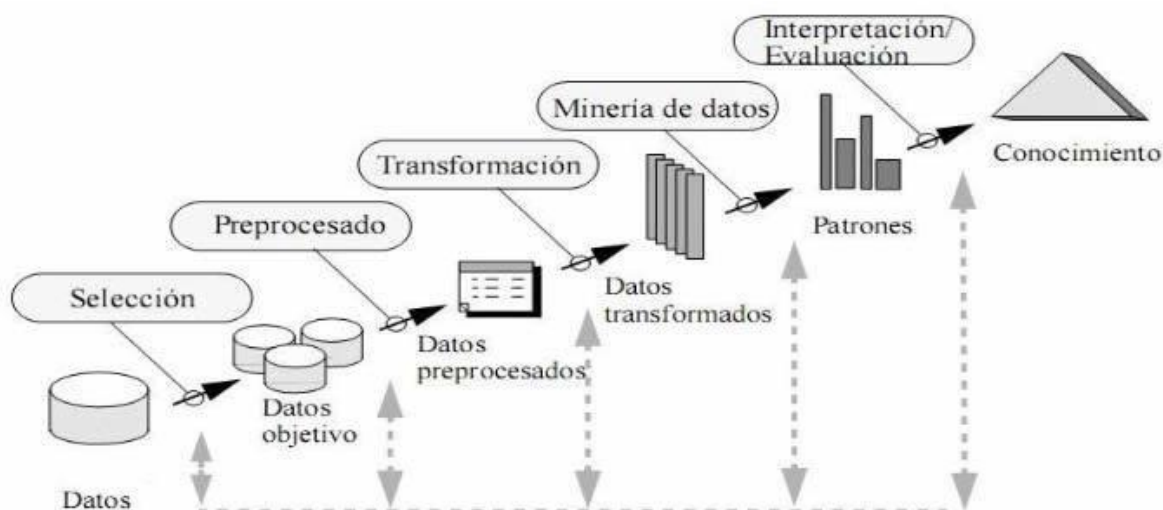 Interpretación/
Evaluación
Minería de datos
Transformación
Preprocesado
Selección
Conocimiento
Patrones
Datos
transformados
Datos
preprocesados
Datos
objetivo
Datos